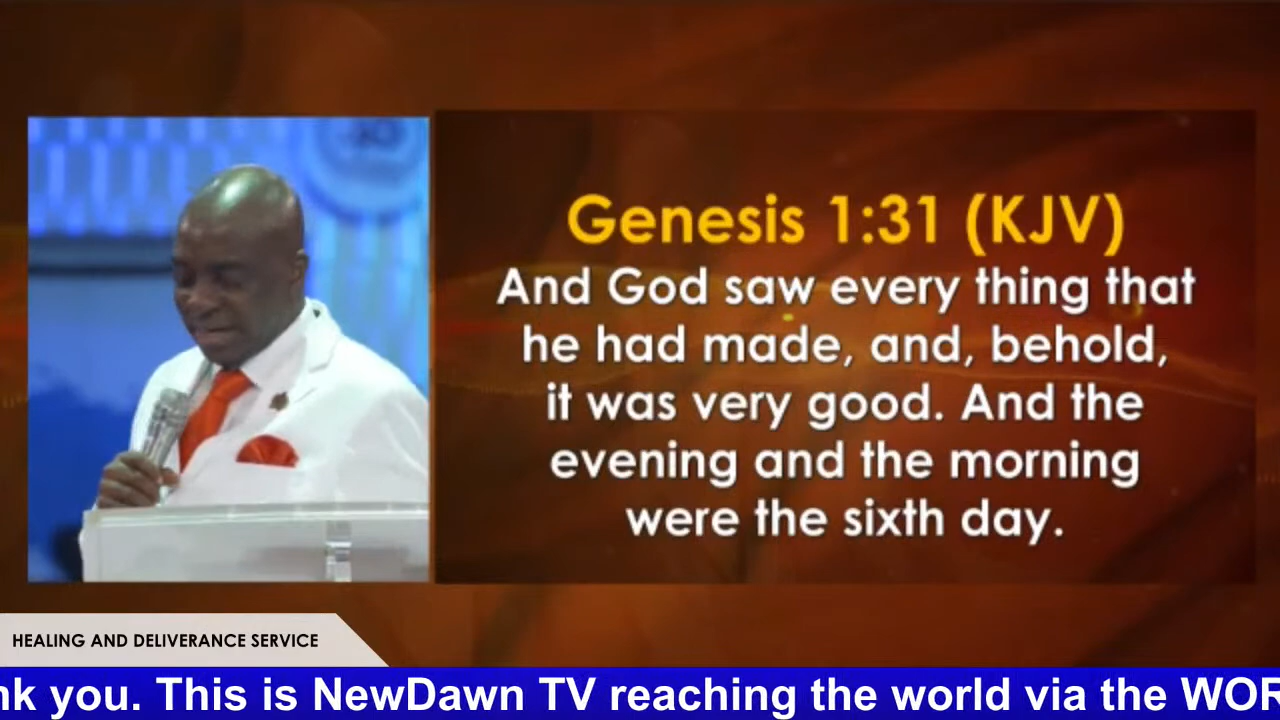 Genesis 1:31 (KJV)
And God saw every thing that
he had made, and, behold,
it was very good. And the
evening and the morning
were the sixth day.
HEALING AND DELIVERANCE SERVICE
nk you. This is NewDawn TV reaching the world via the WOR